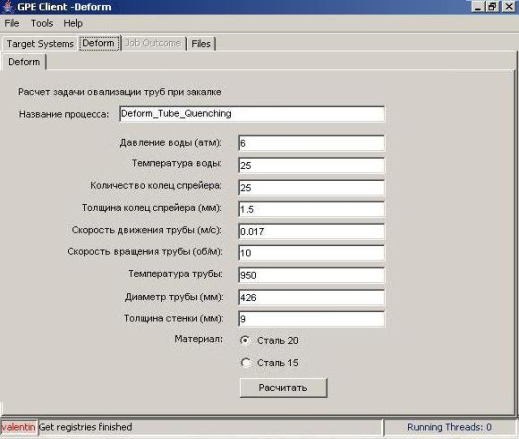 GPE Client -Deform
File Tools Help
Target Systems Deform Job Outcome Files
Deform
Расчет задачи овализации труб при закалке
Название процесса: Deform_Tube_Quenching
Давление воды (атм): 6
Температура воды: 25
Количество колец спрейера: 25
Толщина колец спрейера (мм): 1.5
Скорость движения трубы (м/с): 0.017
Скорость вращения трубы (об/м): 10
Температура трубы: 950
Диаметр трубы (мм): 426
Толщина стенки (мм): 9
Материал: Сталь 20
Сталь 15
Расчитать
valentin Get registries finished Running Threads: 0